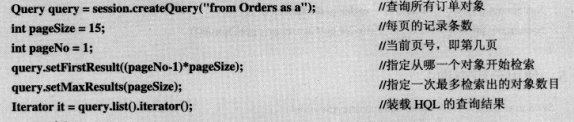 Query query = session.createQuery("from Orders as a"); //查询所有订单对象
int pageSize = 15; //每页的记录条数
int pageNo = 1; //当前页号，即第几页
query.setFirstResult((pageNo-1)*pageSize); //指定从哪一个对象开始检索
query.setMaxResults(pageSize); //指定一次最多检索出的对象数目
Iterator it = query.list().iterator(); //装载 HQL 的查询结果